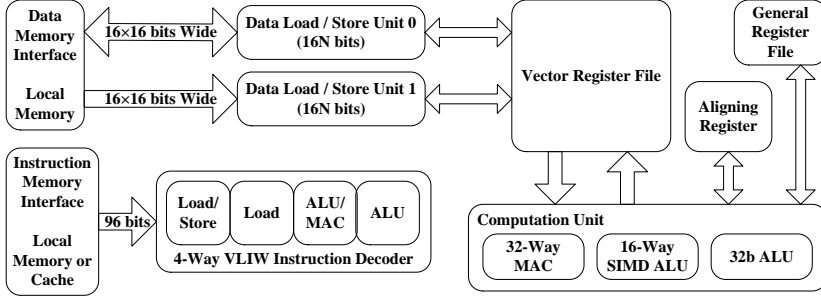 Data
Memory
Interface
Local
Memory
16×16 bits Wide
16×16 bits Wide
Data Load / Store Unit 0
(16N bits)
Data Load / Store Unit 1
(16N bits)
Vector Register File
General
Register
File
Aligning
Register
Instruction
Memory
Interface
Local
Memory or
Cache
96 bits
Load/
Store
Load
ALU/
MAC
ALU
4-Way VLIW Instruction Decoder
Computation Unit
32-Way
MAC
16-Way
SIMD ALU
32b ALU